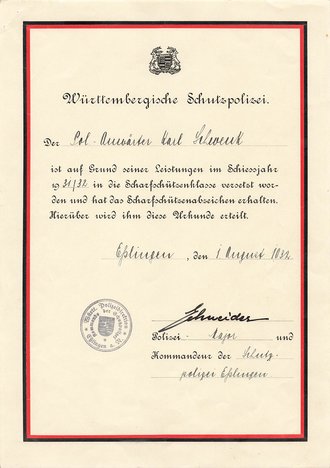 Württembergische Schutzpolizei.
Der Pol.-Anwärter Karl Schwenk
ist auf Grund seiner Leistungen im Schiessjahr
1931/32 in die Scharfschützenklasse versetzt wor-
den und hat das Scharfschützenabzeichen erhalten.
Hierüber wird ihm diese Urkunde erteilt.
Eßlingen, den 1. August 1932.
Schneider
Polizei-Major und
Kommandeur der Schutz-
polizei Eßlingen